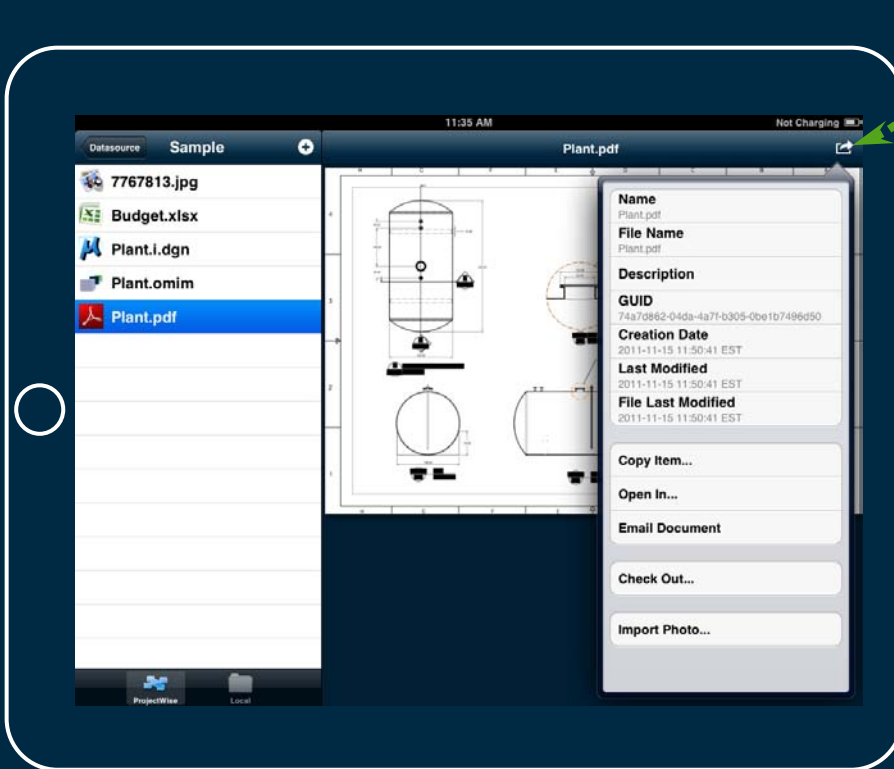 11:35 AM
Not Charging
Datasource
Sample
Plant.pdf
7767813.jpg
Budget.xlsx
Plant.i.dgn
Plant.omim
Plant.pdf
Name
Plant.pdf
File Name
Plant.pdf
Description
GUID
74a7d862-04da-4a7f-b305-0be1b7496d50
Creation Date
2011-11-15 11:50:41 EST
Last Modified
2011-11-15 11:50:41 EST
File Last Modified
2011-11-15 11:50:41 EST
Copy Item...
Open In...
Email Document
Check Out...
Import Photo...
ProjectWise
Local